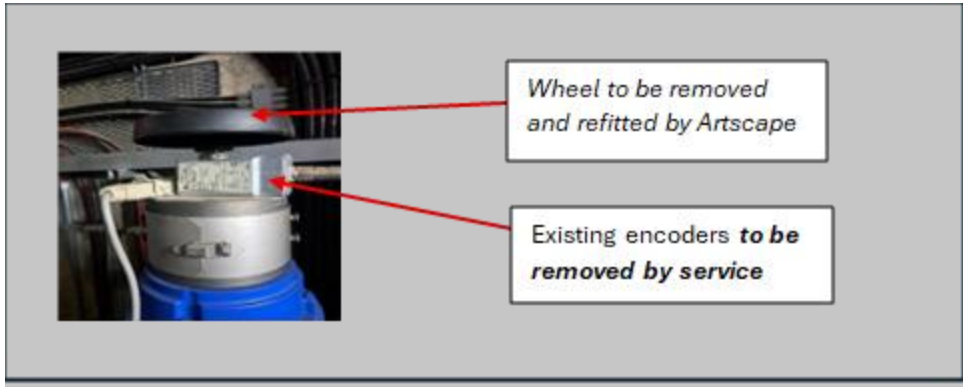 Wheel to be removed
and refitted by Artscape
Existing encoders to be
removed by service